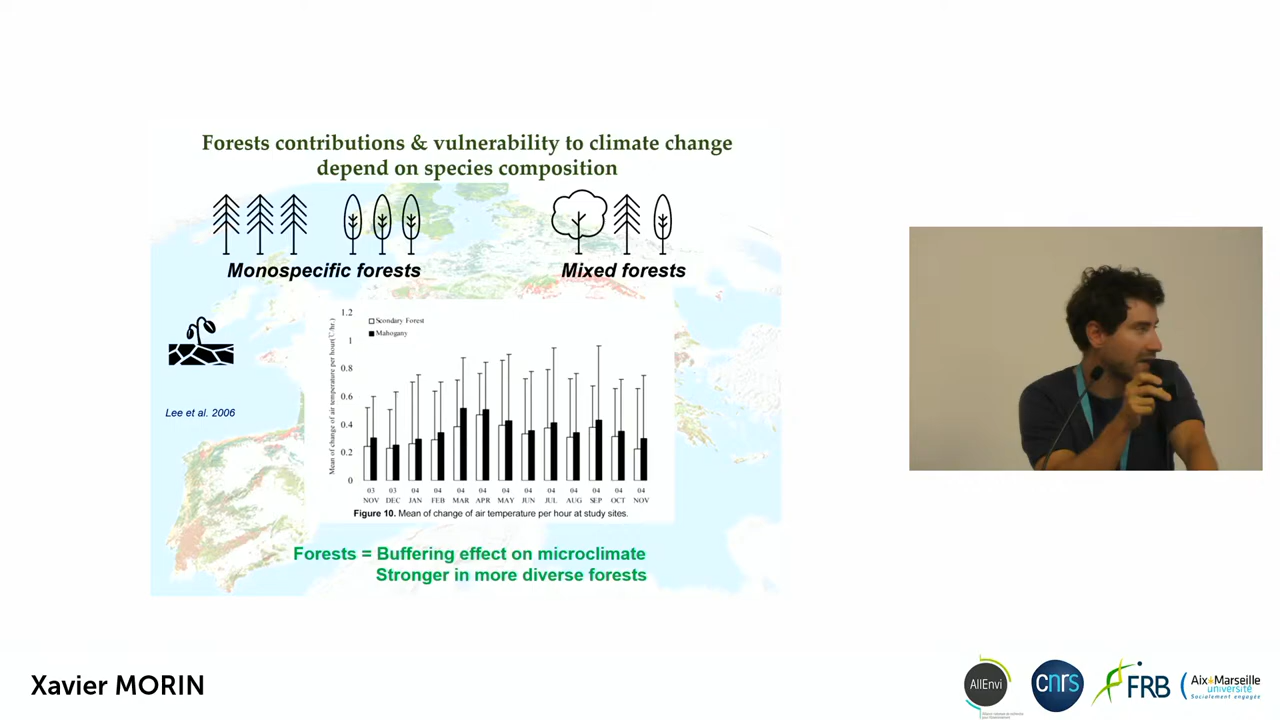 Forests contributions & vulnerability to climate change
depend on species composition
Monospecific forests
Mixed forests
Lee et al. 2006
Mean of change of air temperature per hour(℃/hr.)
1.2
1
0.8
0.6
0.4
0.2
0
Scondary Forest
Mahogany
03 03 04 04 04 04 04 04 04 04 04 04 04
NOV DEC JAN FEB MAR APR MAY JUN JUL AUG SEP OCT NOV
Figure 10. Mean of change of air temperature per hour at study sites.
Forests = Buffering effect on microclimate
Stronger in more diverse forests
Xavier MORIN
AllEnvi
cnrs
FRB
Aix Marseille
université
Socialement engagée